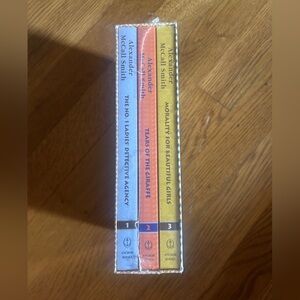 Alexander
McCall Smith
THE NO. 1 LADIES' DETECTIVE AGENCY
1
Alexander
McCall Smith
TEARS OF THE GIRAFFE
2
Alexander
McCall Smith
MORALITY FOR BEAUTIFUL GIRLS
3